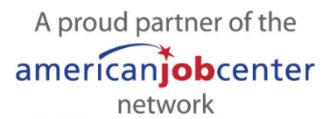 A proud partner of the
americanjobcenter
network